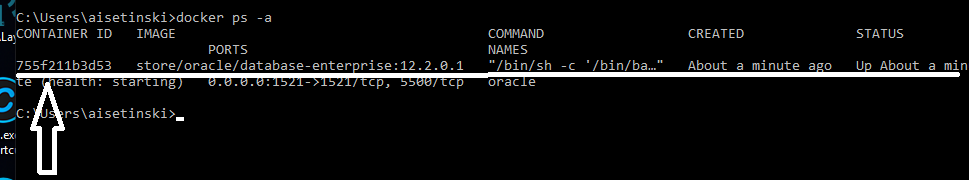 C:\Users\aisetinski>docker ps -a
CONTAINER ID   IMAGE                                     COMMAND                  CREATED              STATUS
PORTS                               NAMES
755f211b3d53   store/oracle/database-enterprise:12.2.0.1   "/bin/sh -c '/bin/ba…"   About a minute ago   Up About a min
te (health: starting)   0.0.0.0:1521->1521/tcp, 5500/tcp   oracle
C:\Users\aisetinski>